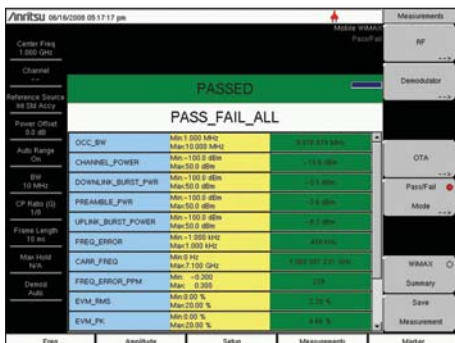 Anritsu 06/16/2008 05:17:17 pm
Measurements
Mobile WiMAX
Pass/Fail
Center Freq
1.000 GHz
Channel
--
Reference Source
Int Std Accy
Power Offset
0.0 dB
Auto Range
On
BW
10 MHz
CP Ratio (G)
1/8
Frame Length
10 ms
Max Hold
N/A
Demod
Auto
PASSED
PASS_FAIL_ALL
OCC_BW
Min:1.000 MHz
Max:10.000 MHz
CHANNEL_POWER
Min:-100.0 dBm
Max:50.0 dBm
DOWNLINK_BURST_PWR
Min:-100.0 dBm
Max:50.0 dBm
PREAMBLE_PWR
Min:-100.0 dBm
Max:50.0 dBm
UPLINK_BURST_POWER
Min:-100.0 dBm
Max:50.0 dBm
FREQ_ERROR
Min:-1.000 kHz
Max:1.000 kHz
CARR_FREQ
Min:0 Hz
Max:7.100 GHz
FREQ_ERROR_PPM
Min: -0.300
Max: 0.300
EVM_RMS
Min:0.00 %
Max:20.00 %
EVM_PK
Min:0.00 %
Max:20.00 %
RF
-->
Demodulator
-->
OTA
-->
Pass/Fail
Mode
-->
WiMAX
Summary
Save
Measurement
Freq
Amplitude
Setup
Measurements
Marker